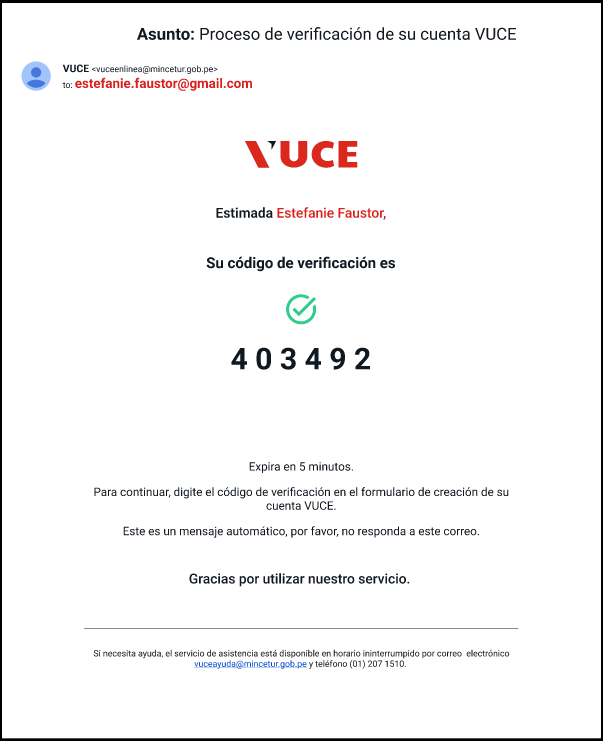 Asunto: Proceso de verificación de su cuenta VUCE
VUCE <vuceenlinea@mincetur.gob.pe>
to: estefanie.faustor@gmail.com
VUCE
Estimada Estefanie Faustor,
Su código de verificación es
4 0 3 4 9 2
Expira en 5 minutos.
Para continuar, digite el código de verificación en el formulario de creación de su
cuenta VUCE.
Este es un mensaje automático, por favor, no responda a este correo.
Gracias por utilizar nuestro servicio.
Si necesita ayuda, el servicio de asistencia está disponible en horario ininterrumpido por correo electrónico
vuceayuda@mincetur.gob.pe y teléfono (01) 207 1510.